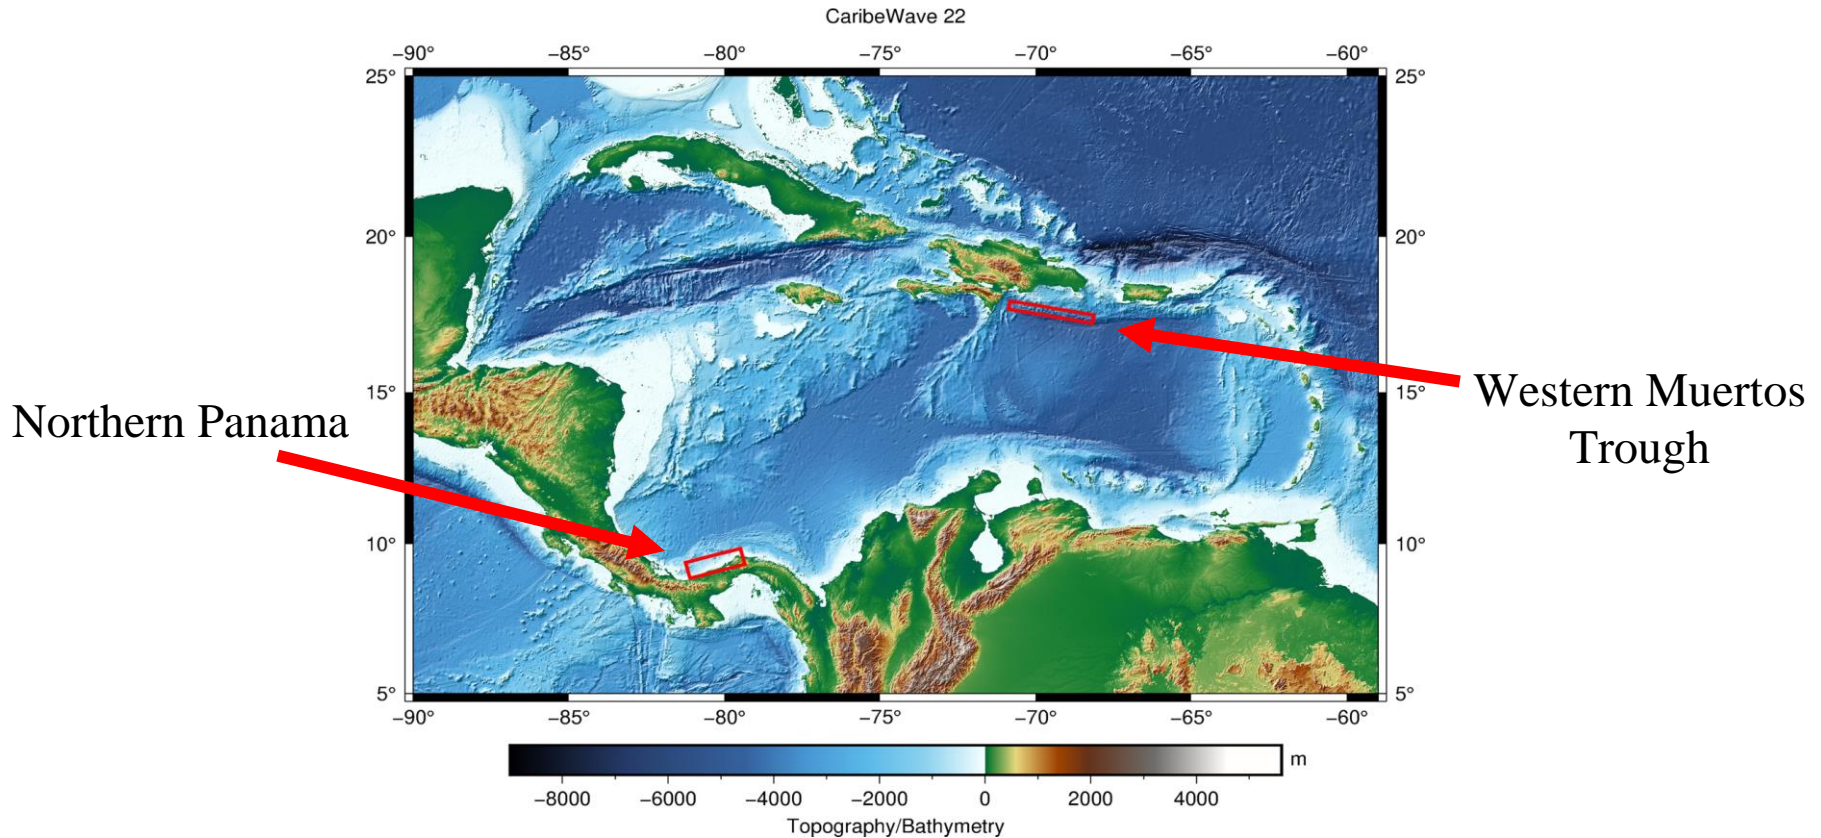 CaribeWave 22
−90° −85° −80° −75° −70° −65° −60°
25° 25°
20° 20°
15° 15°
Northern Panama
Western Muertos
Trough
10° 10°
5° 5°
−90° −85° −80° −75° −70° −65° −60°
m
−8000 −6000 −4000 −2000 0 2000 4000
Topography/Bathymetry